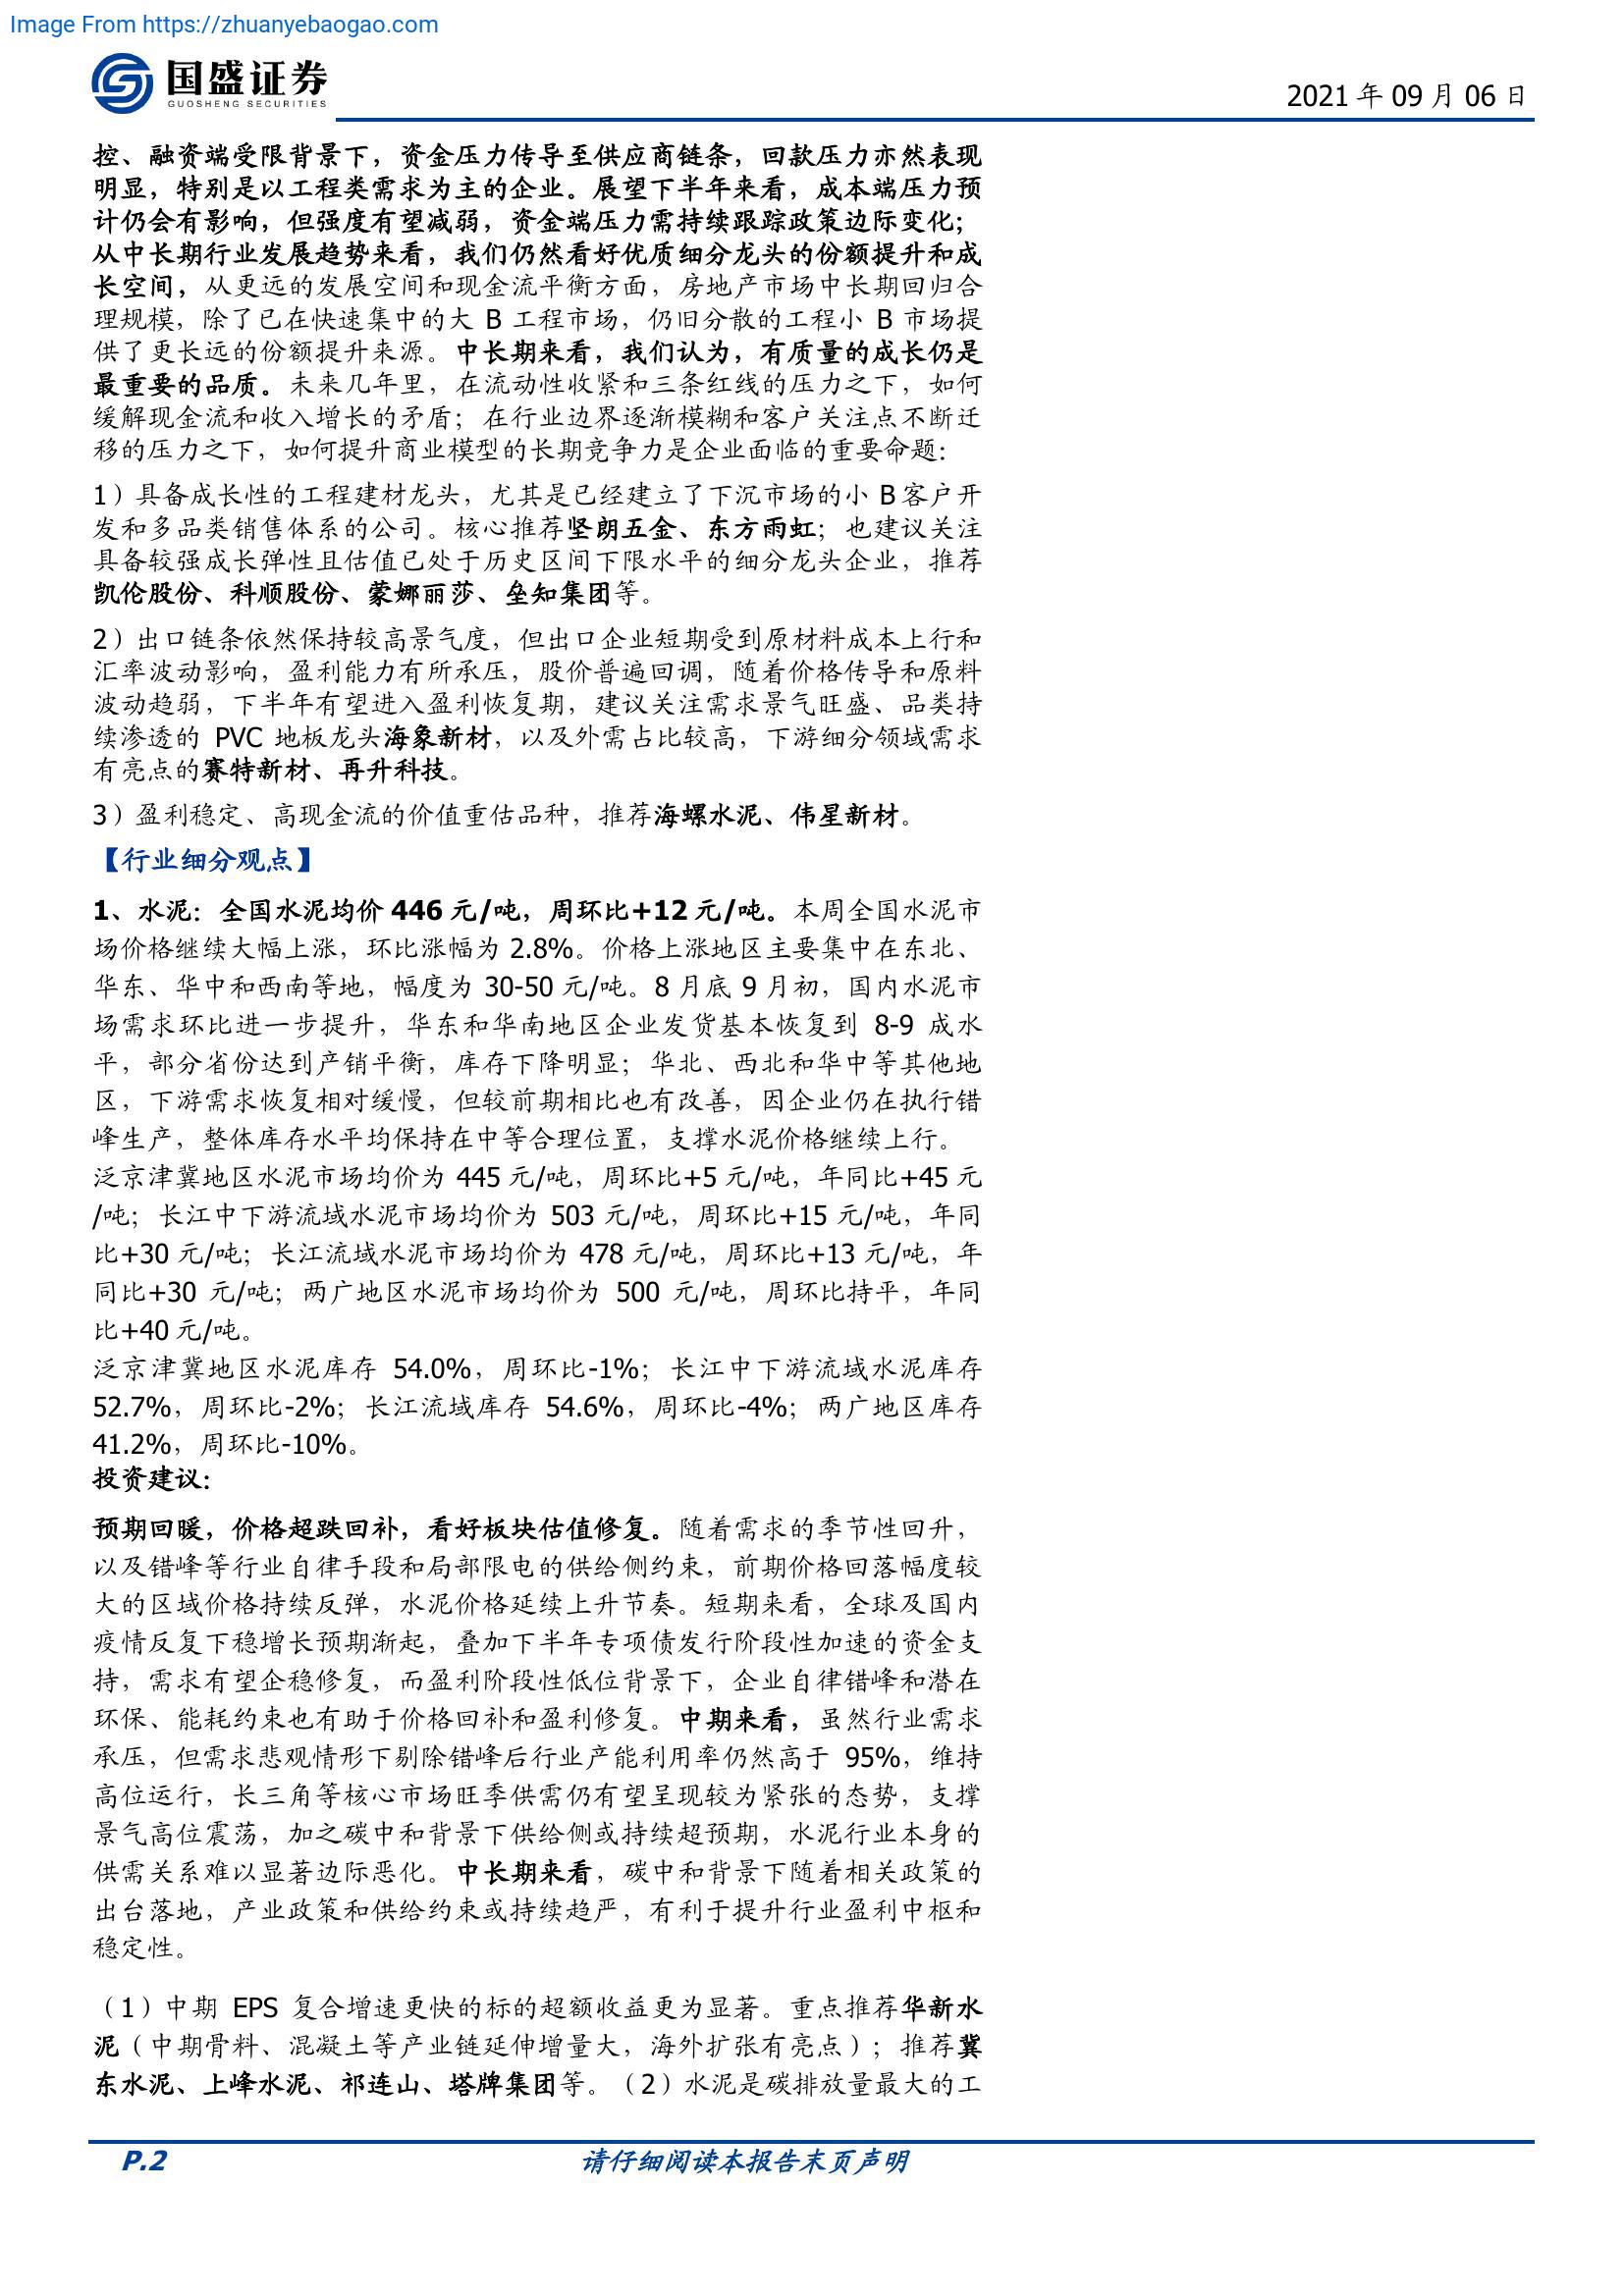 Image From https://zhuanyebaogao.com
国盛证券
GUOSHENG SECURITIES
2021 年 09 月 06 日
控、融资端受限背景下，资金压力传导至供应商链条，回款压力亦然表现
明显，特别是以工程类需求为主的企业。展望下半年来看，成本端压力预
计仍会有影响，但强度有望减弱，资金端压力需持续跟踪政策边际变化；
从中长期行业发展趋势来看，我们仍然看好优质细分龙头的份额提升和成
长空间，从更远的发展空间和现金流平衡方面，房地产市场中长期回归合
理规模，除了已在快速集中的大 B 工程市场，仍旧分散的工程小 B 市场提
供了更长远的份额提升来源。中长期来看，我们认为，有质量的成长仍是
最重要的品质。未来几年里，在流动性收紧和三条红线的压力之下，如何
缓解现金流和收入增长的矛盾；在行业边界逐渐模糊和客户关注点不断迁
移的压力之下，如何提升商业模型的长期竞争力是企业面临的重要命题：
1）具备成长性的工程建材龙头，尤其是已经建立了下沉市场的小 B 客户开
发和多品类销售体系的公司。核心推荐坚朗五金、东方雨虹；也建议关注
具备较强成长弹性且估值已处于历史区间下限水平的细分龙头企业，推荐
凯伦股份、科顺股份、蒙娜丽莎、垒知集团等。
2）出口链条依然保持较高景气度，但出口企业短期受到原材料成本上行和
汇率波动影响，盈利能力有所承压，股价普遍回调，随着价格传导和原料
波动趋弱，下半年有望进入盈利恢复期，建议关注需求景气旺盛、品类持
续渗透的 PVC 地板龙头海象新材，以及外需占比较高，下游细分领域需求
有亮点的赛特新材、再升科技。
3）盈利稳定、高现金流的价值重估品种，推荐海螺水泥、伟星新材。
【行业细分观点】
1、水泥：全国水泥均价 446 元/吨，周环比+12 元/吨。本周全国水泥市
场价格继续大幅上涨，环比涨幅为 2.8%。价格上涨地区主要集中在东北、
华东、华中和西南等地，幅度为 30-50 元/吨。8 月底 9 月初，国内水泥市
场需求环比进一步提升，华东和华南地区企业发货基本恢复到 8-9 成水
平，部分省份达到产销平衡，库存下降明显；华北、西北和华中等其他地
区，下游需求恢复相对缓慢，但较前期相比也有改善，因企业仍在执行错
峰生产，整体库存水平均保持在中等合理位置，支撑水泥价格继续上行。
泛京津冀地区水泥市场均价为 445 元/吨，周环比+5 元/吨，年同比+45 元
/吨；长江中下游流域水泥市场均价为 503 元/吨，周环比+15 元/吨，年同
比+30 元/吨；长江流域水泥市场均价为 478 元/吨，周环比+13 元/吨，年
同比+30 元/吨；两广地区水泥市场均价为 500 元/吨，周环比持平，年同
比+40 元/吨。
泛京津冀地区水泥库存 54.0%，周环比-1%；长江中下游流域水泥库存
52.7%，周环比-2%；长江流域库存 54.6%，周环比-4%；两广地区库存
41.2%，周环比-10%。
投资建议：
预期回暖，价格超跌回补，看好板块估值修复。随着需求的季节性回升，
以及错峰等行业自律手段和局部限电的供给侧约束，前期价格回落幅度较
大的区域价格持续反弹，水泥价格延续上升节奏。短期来看，全球及国内
疫情反复下稳增长预期渐起，叠加下半年专项债发行阶段性加速的资金支
持，需求有望企稳修复，而盈利阶段性低位背景下，企业自律错峰和潜在
环保、能耗约束也有助于价格回补和盈利修复。中期来看，虽然行业需求
承压，但需求悲观情形下剔除错峰后行业产能利用率仍然高于 95%，维持
高位运行，长三角等核心市场旺季供需仍有望呈现较为紧张的态势，支撑
景气高位震荡，加之碳中和背景下供给侧或持续超预期，水泥行业本身的
供需关系难以显著边际恶化。中长期来看，碳中和背景下随着相关政策的
出台落地，产业政策和供给约束或持续趋严，有利于提升行业盈利中枢和
稳定性。
（1）中期 EPS 复合增速更快的标的超额收益更为显著。重点推荐华新水
泥（中期骨料、混凝土等产业链延伸增量大，海外扩张有亮点）；推荐冀
东水泥、上峰水泥、祁连山、塔牌集团等。（2）水泥是碳排放量最大的工
P.2
请仔细阅读本报告末页声明